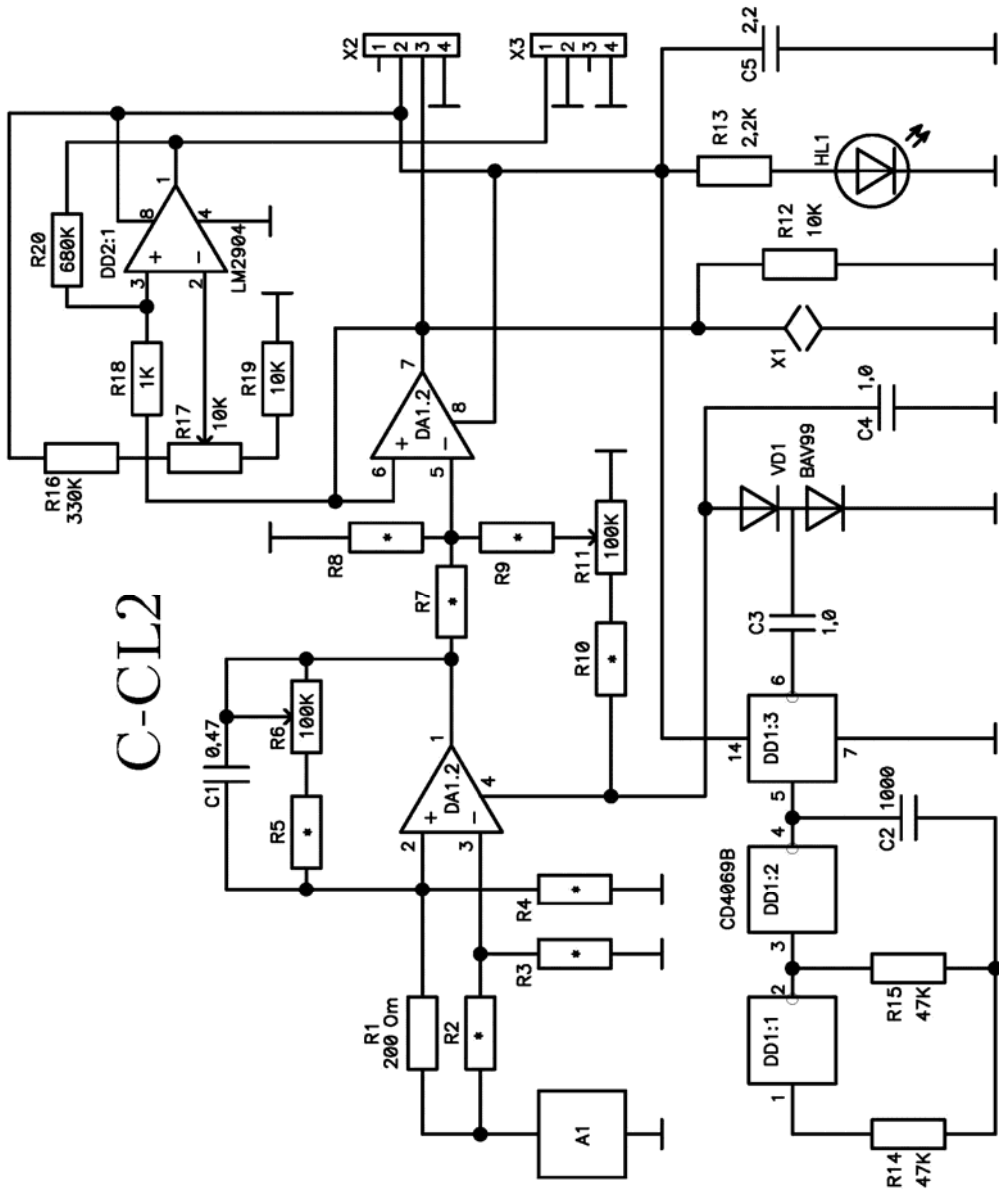 C-CL2
X2
1
2
3
4
X3
1
2
3
4
R20
680K
DD2:1
LM2904
3
2
1
8
4
+
-
R18
1K
R17
10K
R19
10K
R16
330K
DA1.2
6
5
7
8
+
-
R8
*
R7
*
R9
*
R11
100K
R10
*
C1
0,47
R6
100K
R5
*
DA1.2
2
3
1
4
+
-
R4
*
R3
*
R1
200 Om
R2
*
A1
C5
2,2
R13
2,2K
HL1
R12
10K
X1
C4
1,0
VD1
BAV99
C3
1,0
DD1:3
14
7
5
6
C2
1000
CD4069B
DD1:2
3
4
DD1:1
1
2
R15
47K
R14
47K